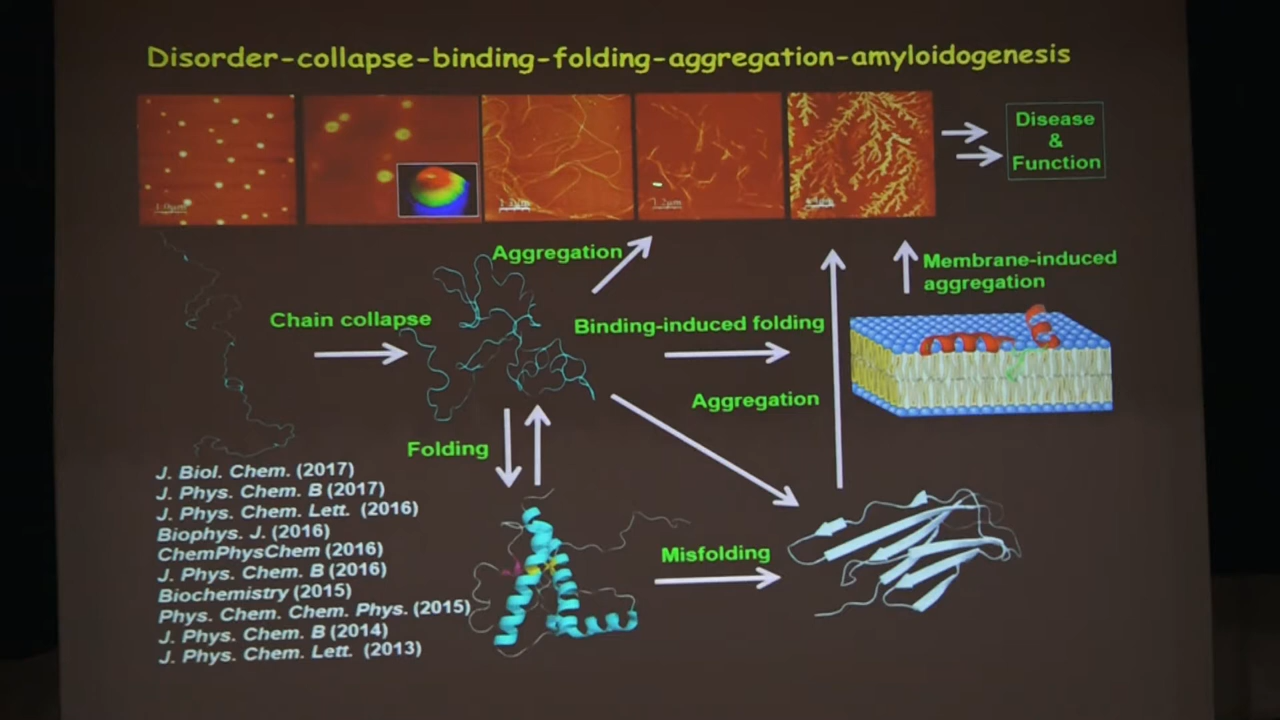 Disorder-collapse-binding-folding-aggregation-amyloidogenesis
Disease
&
Function
1.0μm
Aggregation
Membrane-induced
aggregation
Chain collapse
Binding-induced folding
Aggregation
Folding
Misfolding
J. Biol. Chem. (2017)
J. Phys. Chem. B (2017)
J. Phys. Chem. Lett. (2016)
Biophys. J. (2016)
ChemPhysChem (2016)
J. Phys. Chem. B (2016)
Biochemistry (2015)
Phys. Chem. Chem. Phys. (2015)
J. Phys. Chem. B (2014)
J. Phys. Chem. Lett. (2013)